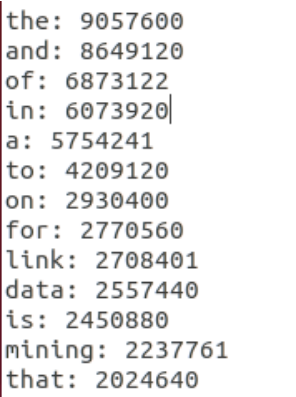 the: 9057600
and: 8649120
of: 6873122
in: 6073920
a: 5754241
to: 4209120
on: 2930400
for: 2770560
link: 2708401
data: 2557440
is: 2450880
mining: 2237761
that: 2024640